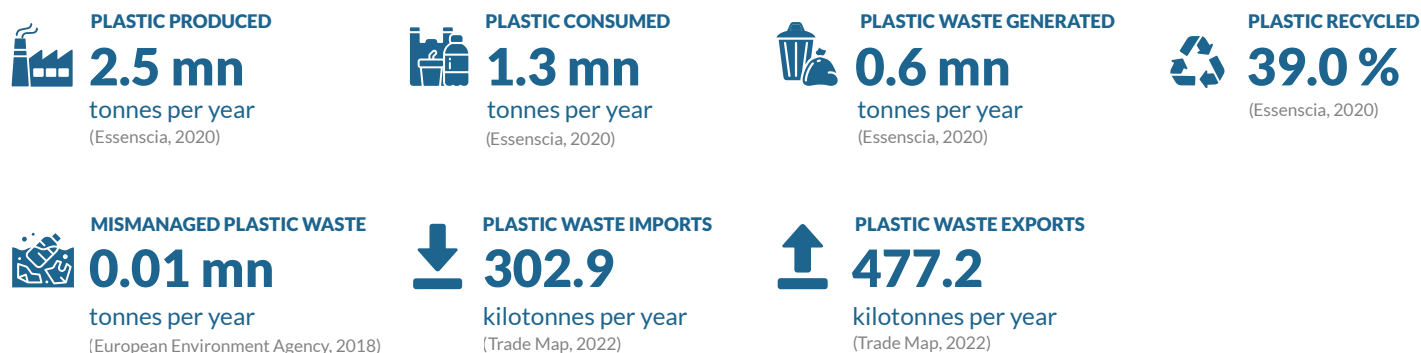 PLASTIC PRODUCED
2.5 mn
tonnes per year
(Essenscia, 2020)
PLASTIC CONSUMED
1.3 mn
tonnes per year
(Essenscia, 2020)
PLASTIC WASTE GENERATED
0.6 mn
tonnes per year
(Essenscia, 2020)
PLASTIC RECYCLED
39.0 %
(Essenscia, 2020)
MISMANAGED PLASTIC WASTE
0.01 mn
tonnes per year
(European Environment Agency, 2018)
PLASTIC WASTE IMPORTS
302.9
kilotonnes per year
(Trade Map, 2022)
PLASTIC WASTE EXPORTS
477.2
kilotonnes per year
(Trade Map, 2022)